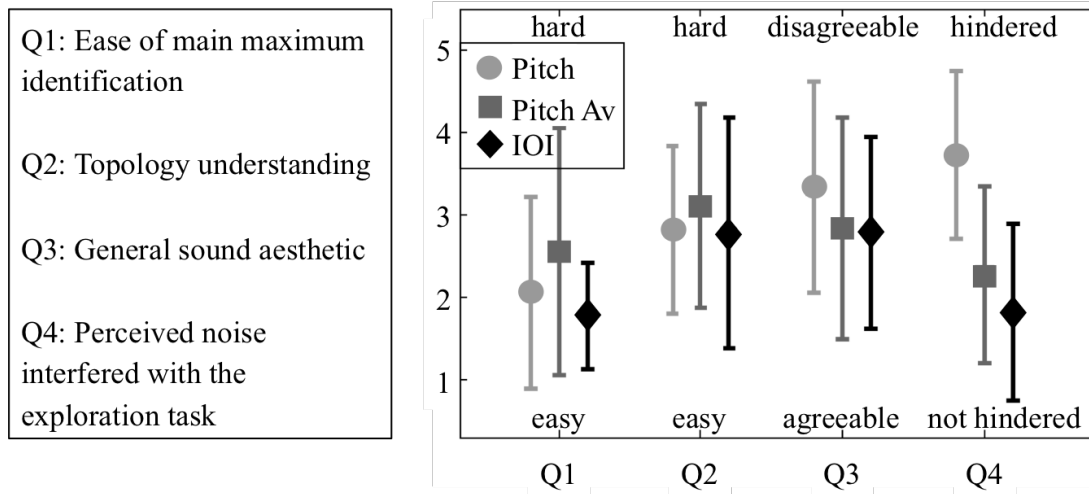 Q1: Ease of main maximum
identification
Q2: Topology understanding
Q3: General sound aesthetic
Q4: Perceived noise
interfered with the
exploration task
hard hard disagreeable hindered
5
Pitch
Pitch Av
IOI
4
3
2
1
easy easy agreeable not hindered
Q1 Q2 Q3 Q4